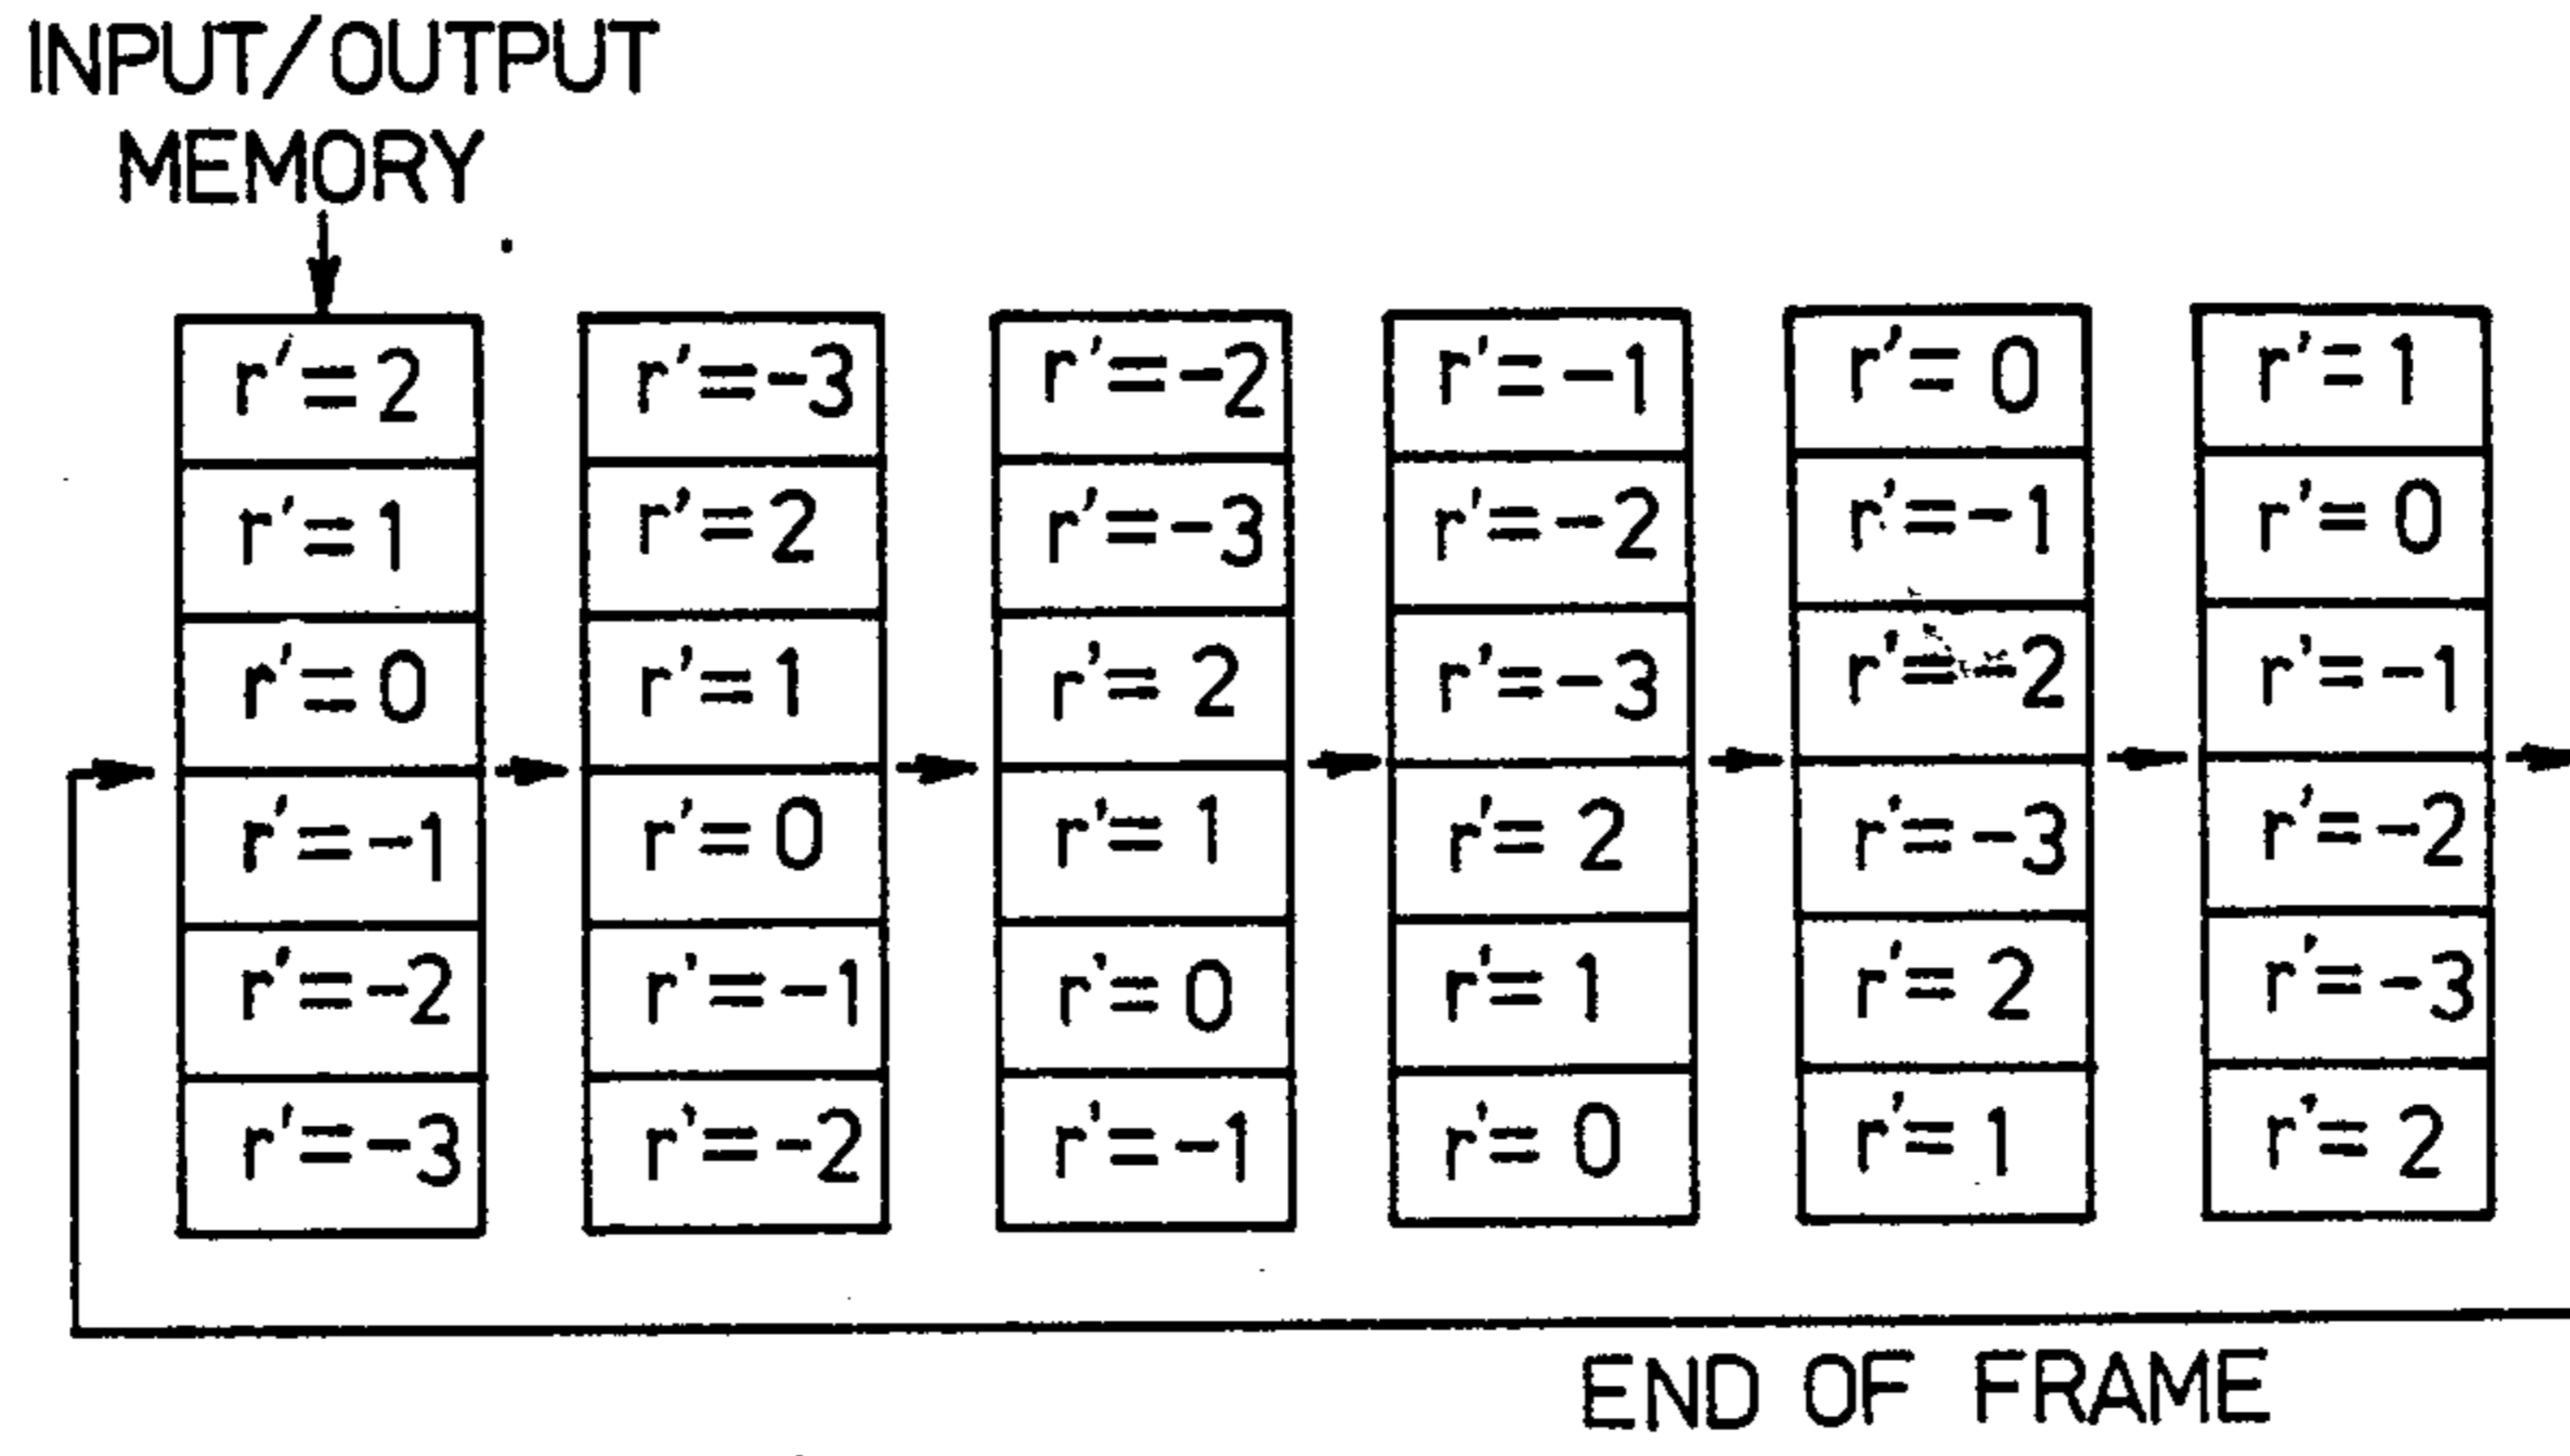 INPUT/OUTPUT
MEMORY
r'=2 r'=-3 r'=-2 r'=-1 r'=0 r'=1
r'=1 r'=2 r'=-3 r'=-2 r'=-1 r'=0
r'=0 r'=1 r'=2 r'=-3 r'=-2 r'=-1
r'=-1 r'=0 r'=1 r'=2 r'=-3 r'=-2
r'=-2 r'=-1 r'=0 r'=1 r'=2 r'=-3
r'=-3 r'=-2 r'=-1 r'=0 r'=1 r'=2
END OF FRAME